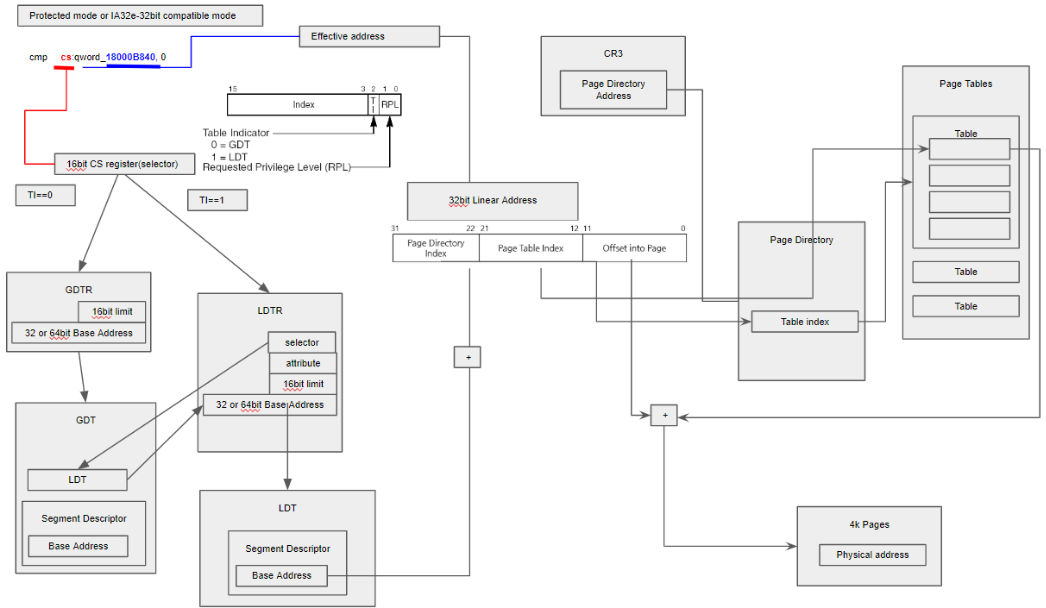 Protected mode or IA32e-32bit compatible mode
Effective address
cmp cs:qword_18000B840, 0
15 3 2 1 0
Index TI RPL
Table Indicator
0 = GDT
1 = LDT
Requested Privilege Level (RPL)
16bit CS register(selector)
TI==0
TI==1
CR3
Page Directory
Address
Page Tables
Table
Table
Table
32bit Linear Address
31 22 21 12 11 0
Page Directory
Index
Page Table Index
Offset into Page
Page Directory
Table index
GDTR
16bit limit
32 or 64bit Base Address
LDTR
selector
attribute
16bit limit
32 or 64bit Base Address
+
+
GDT
LDT
Segment Descriptor
Base Address
LDT
Segment Descriptor
Base Address
4k Pages
Physical address